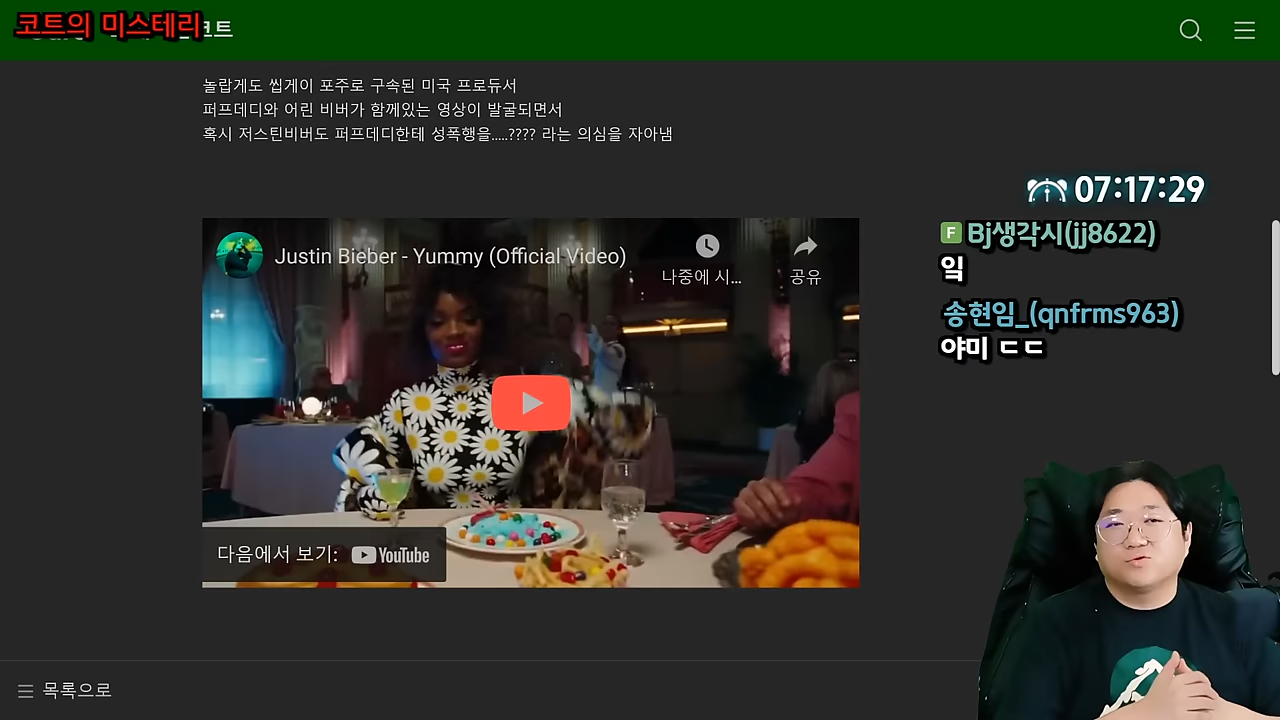 코트의 미스테리
코트
놀랍게도 씹게이 포주로 구속된 미국 프로듀서
퍼프데디와 어린 비버가 함께있는 영상이 발굴되면서
혹시 저스틴비버도 퍼프데디한테 성폭행을.....???? 라는 의심을 자아냄
07:17:29
F Bj생각시(jj8622)
잌
송현임_(qnfrms963)
야미 ㄷㄷ
Justin Bieber - Yummy (Official Video)
나중에 시...
공유
다음에서 보기: YouTube
목록으로